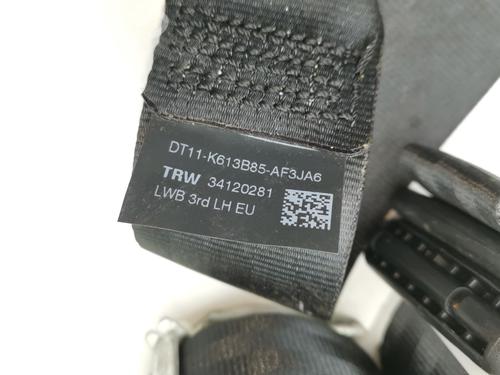 DT11-K613B85-AF3JA6
TRW 34120281
LWB 3rd LH EU